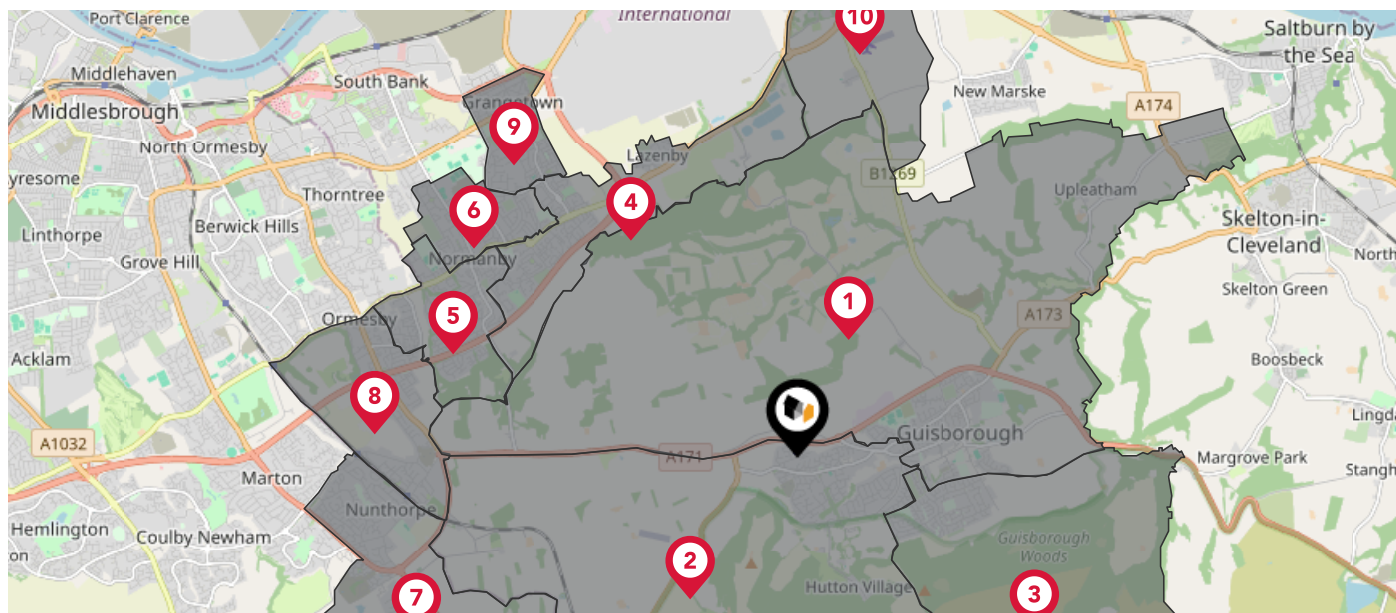 Port Clarence
International
10
Saltburn by
the Sea
Middlehaven
South Bank
New Marske
Middlesbrough
Grangetown
A174
9
North Ormesby
Lazenby
B1269
Thorntree
Upleatham
6
4
Berwick Hills
Skelton-in-
Cleveland
Linthorpe
Grove Hill
Normanby
North
Skelton Green
1
5
A173
Ormesby
Acklam
Boosbeck
8
Lingda
Guisborough
A1032
A171
Margrove Park
Marton
Stangh
Nunthorpe
Hemlington
Coulby Newham
Guisborough
Woods
on
2
Hutton Village
7
3
yresome